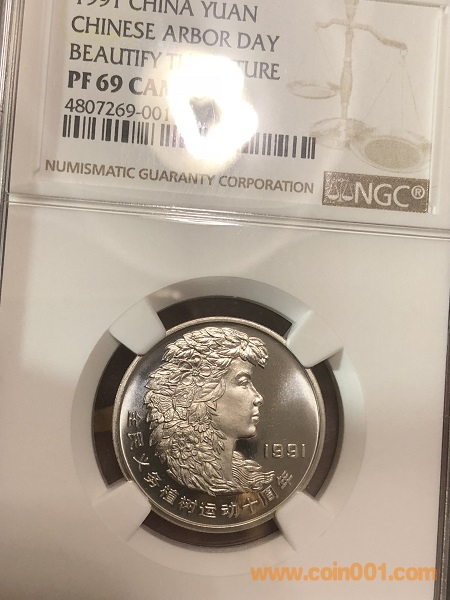 1991 CHINA YUAN
CHINESE ARBOR DAY
BEAUTIFY
PF 69
4807269-001
NUMISMATIC GUARANTY CORPORATION
NGC®
1991
全民义务植树运动十周年
www.coin001.com